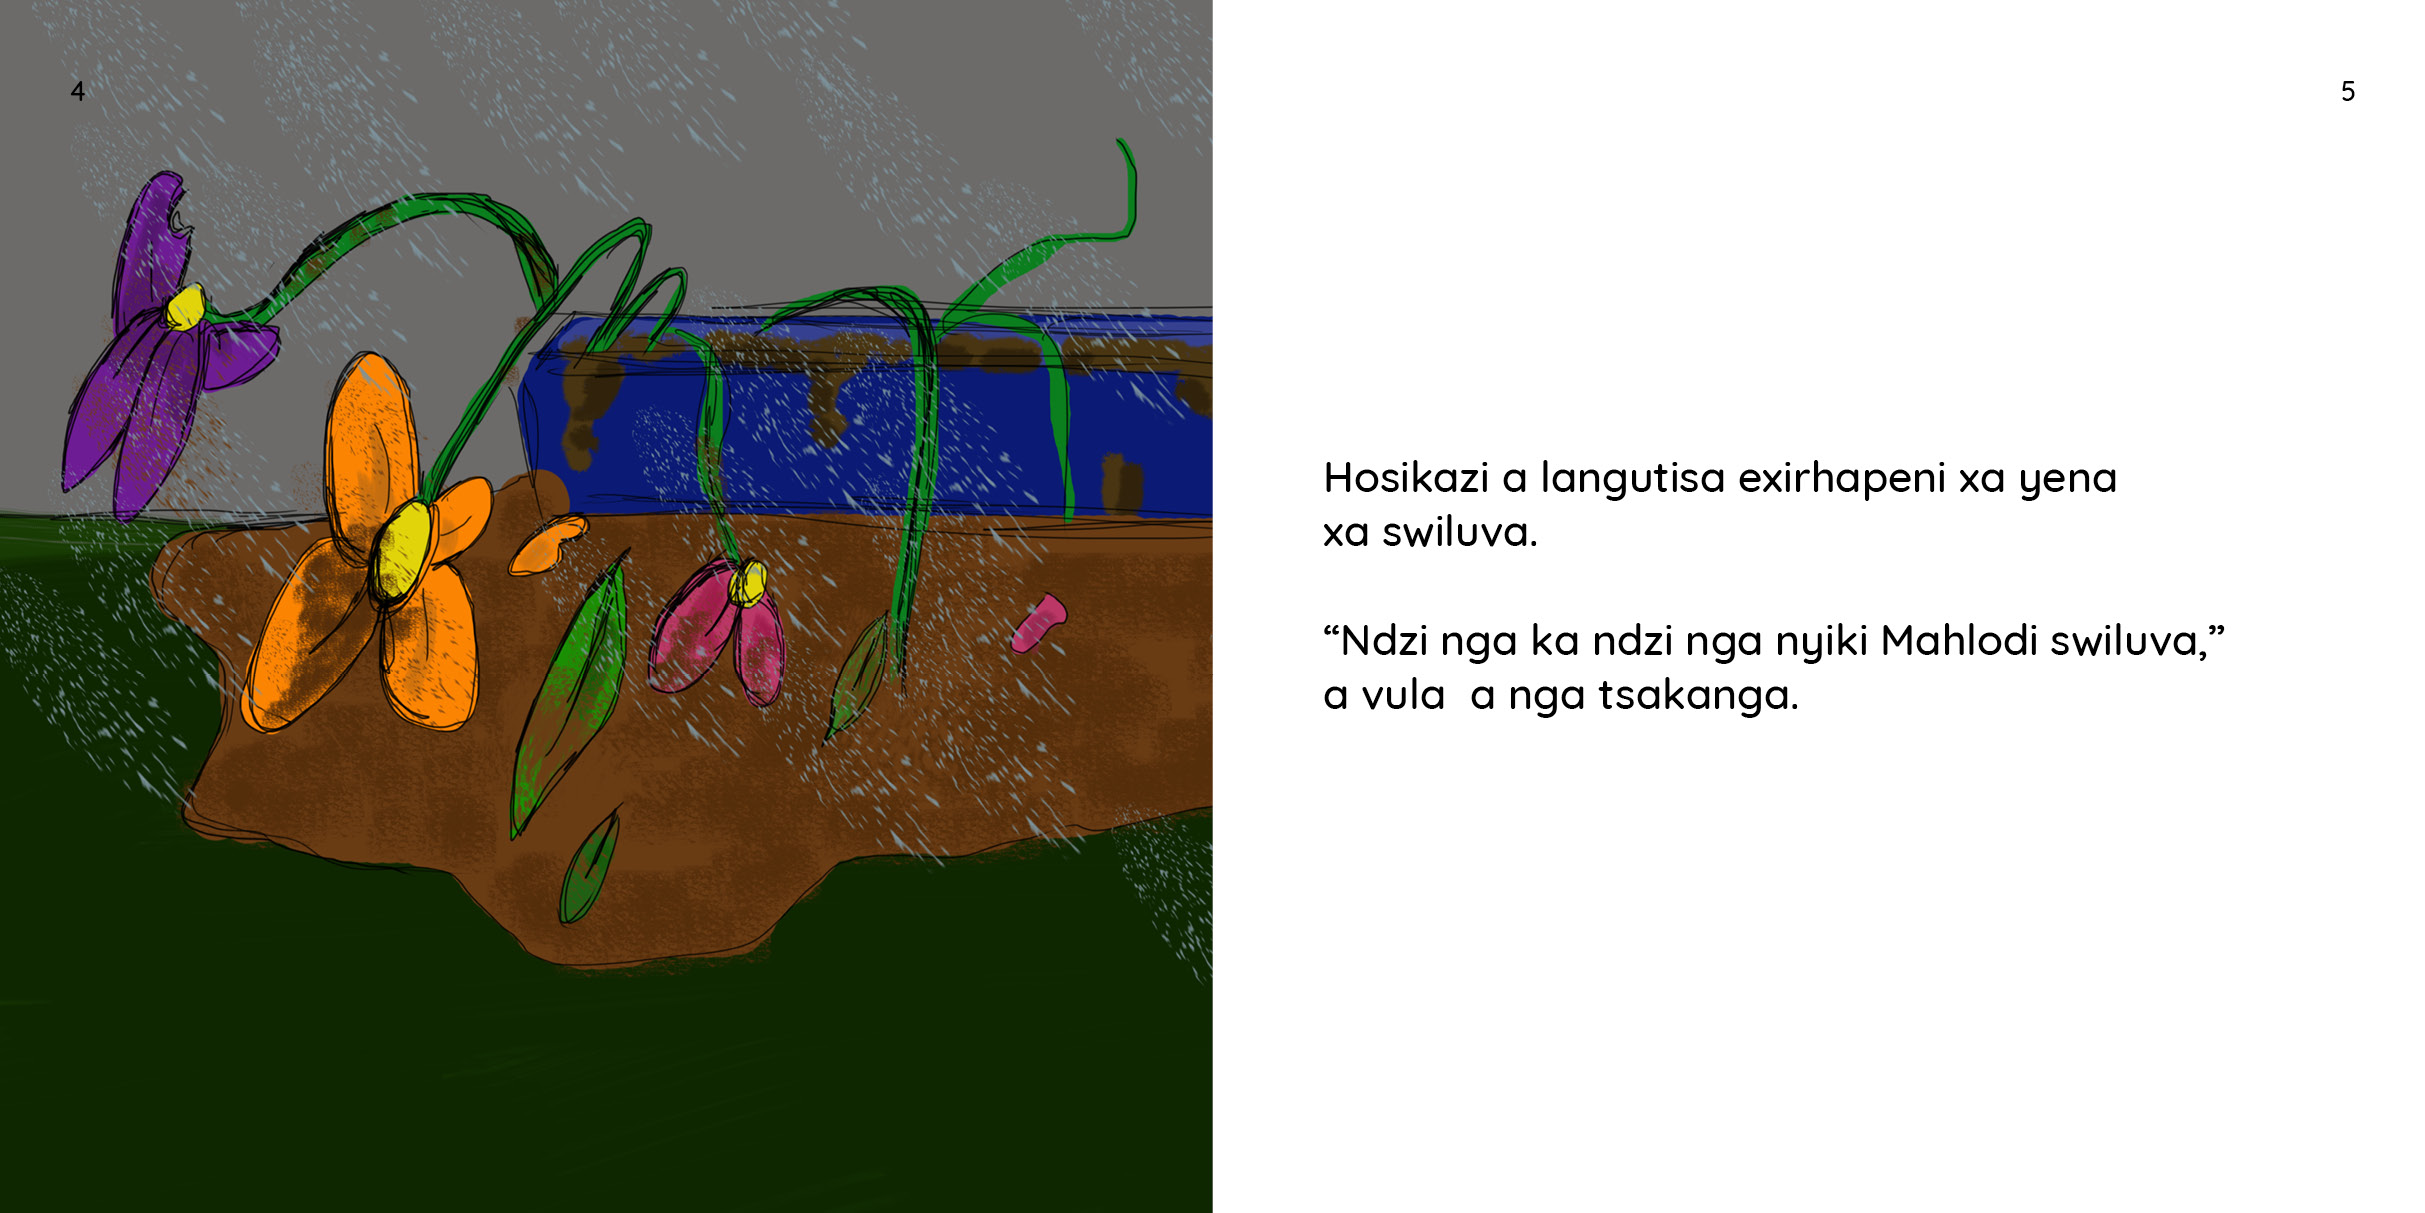 4
5
Hosikazi a langutisa exirhapeni xa yena
xa swiluva.
“Ndzi nga ka ndzi nga nyiki Mahlodi swiluva,”
a vula  a nga tsakanga.